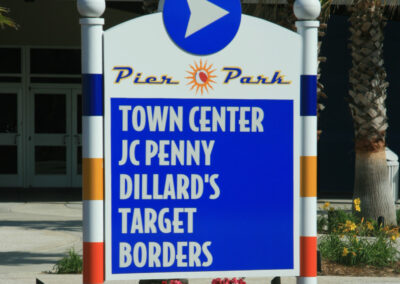 Pier Park
TOWN CENTER
JC PENNY
DILLARD'S
TARGET
BORDERS